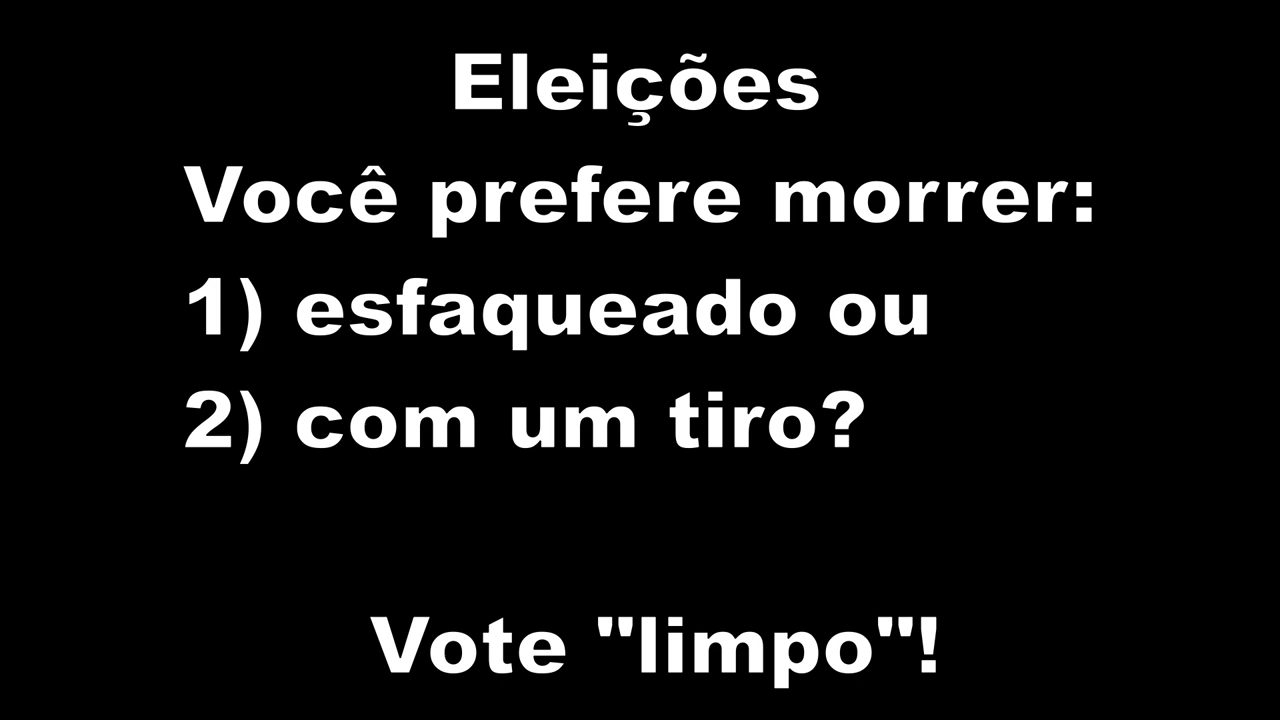 Eleições
Você prefere morrer:
1) esfaqueado ou
2) com um tiro?
Vote "limpo"!